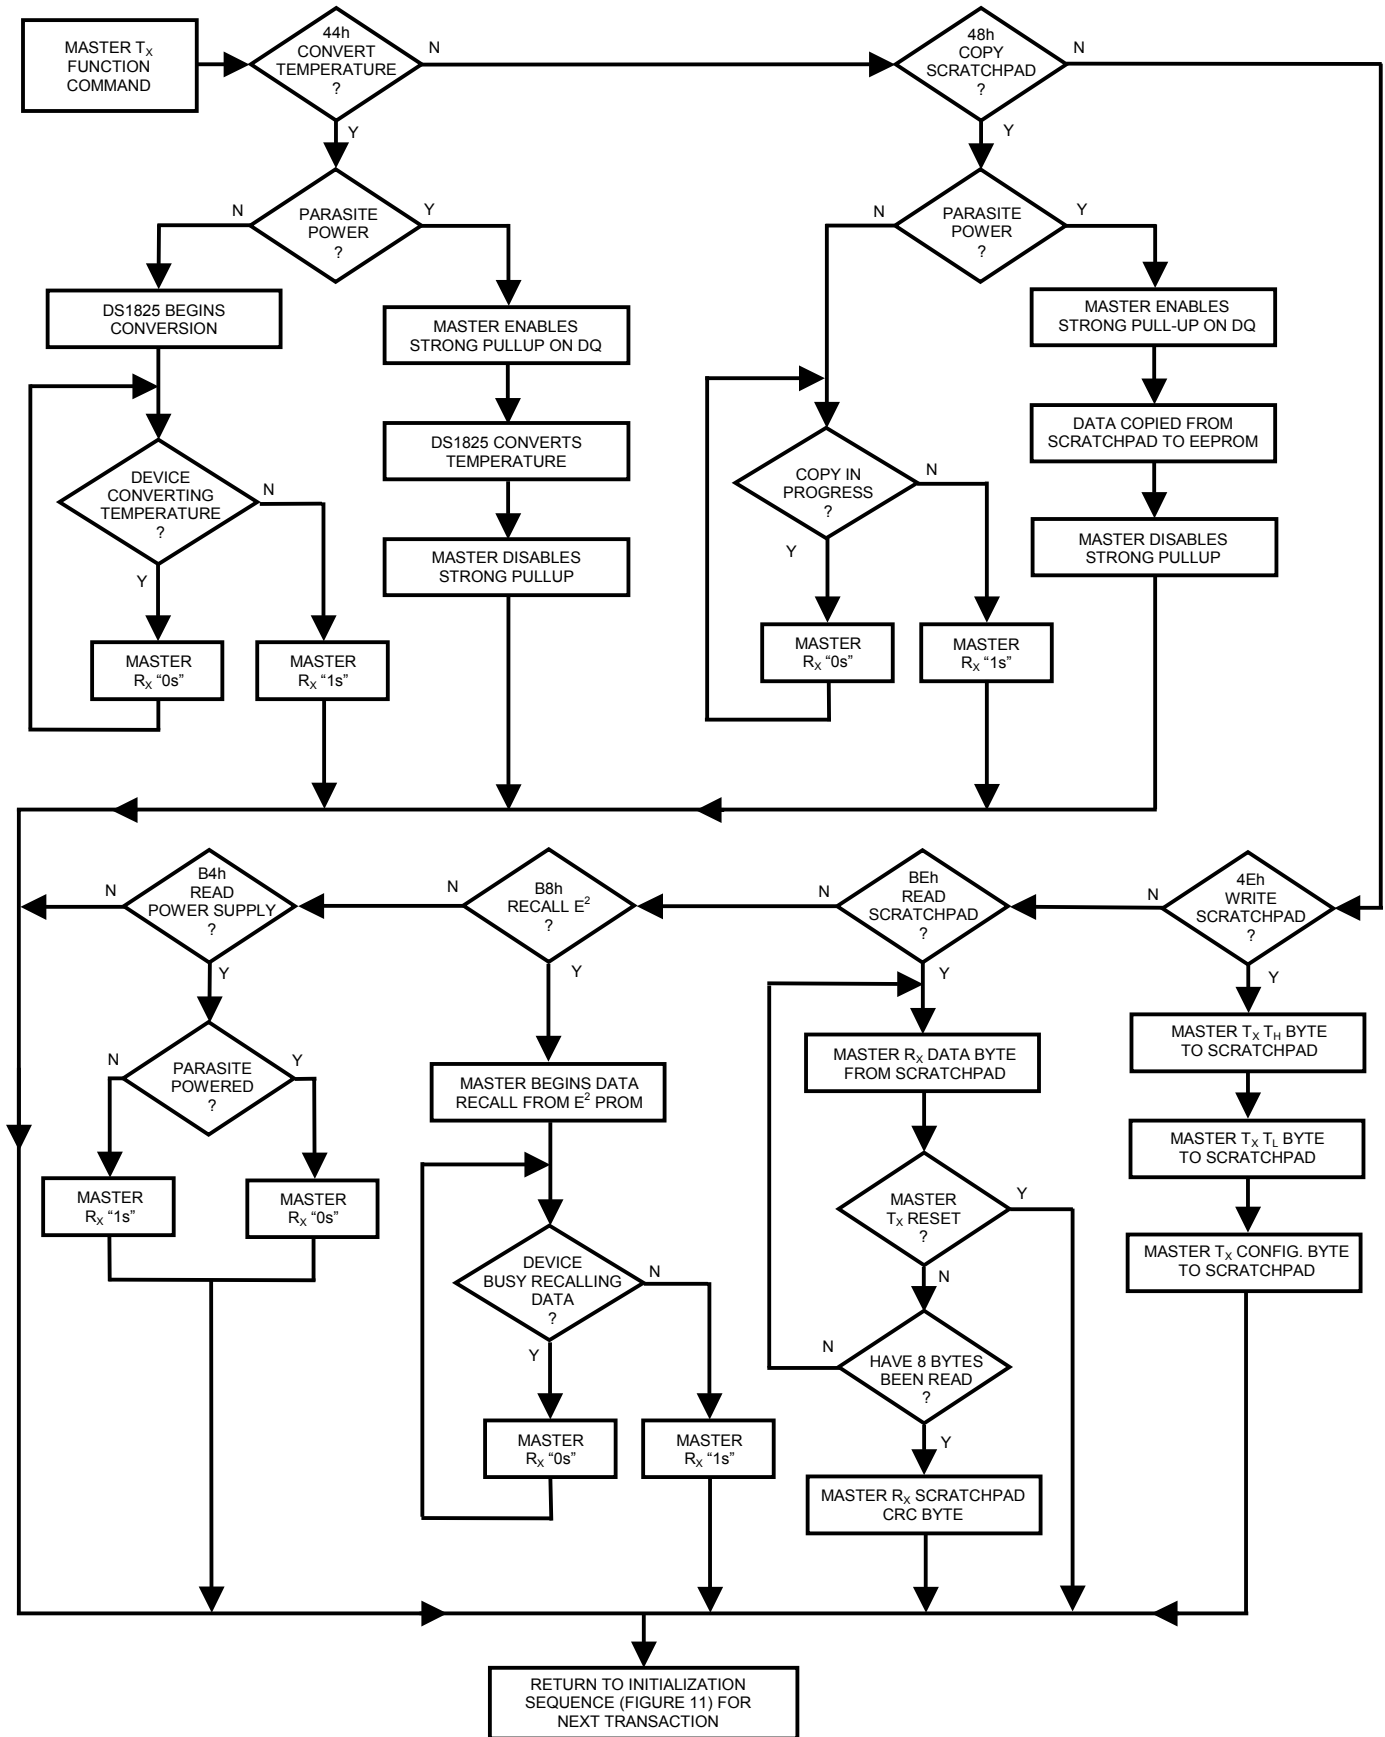 MASTER TX
FUNCTION
COMMAND
44h
CONVERT
TEMPERATURE
?
N
Y
48h
COPY
SCRATCHPAD
?
N
Y
PARASITE
POWER
?
N
Y
PARASITE
POWER
?
N
Y
DS1825 BEGINS
CONVERSION
MASTER ENABLES
STRONG PULLUP ON DQ
MASTER ENABLES
STRONG PULL-UP ON DQ
DEVICE
CONVERTING
TEMPERATURE
?
N
Y
DS1825 CONVERTS
TEMPERATURE
COPY IN
PROGRESS
?
N
Y
DATA COPIED FROM
SCRATCHPAD TO EEPROM
MASTER DISABLES
STRONG PULLUP
MASTER DISABLES
STRONG PULLUP
MASTER
RX “0s”
MASTER
RX “1s”
MASTER
RX “0s”
MASTER
RX “1s”
B4h
READ
POWER SUPPLY
?
N
Y
B8h
RECALL E2
?
N
Y
BEh
READ
SCRATCHPAD
?
N
Y
4Eh
WRITE
SCRATCHPAD
?
N
Y
PARASITE
POWERED
?
N
Y
MASTER
RX “1s”
MASTER
RX “0s”
MASTER BEGINS DATA
RECALL FROM E2 PROM
DEVICE
BUSY RECALLING
DATA
?
N
Y
MASTER
RX “0s”
MASTER
RX “1s”
MASTER RX DATA BYTE
FROM SCRATCHPAD
MASTER
TX RESET
?
Y
N
HAVE 8 BYTES
BEEN READ
?
N
Y
MASTER RX SCRATCHPAD
CRC BYTE
MASTER TX TH BYTE
TO SCRATCHPAD
MASTER TX TL BYTE
TO SCRATCHPAD
MASTER TX CONFIG. BYTE
TO SCRATCHPAD
RETURN TO INITIALIZATION
SEQUENCE (FIGURE 11) FOR
NEXT TRANSACTION